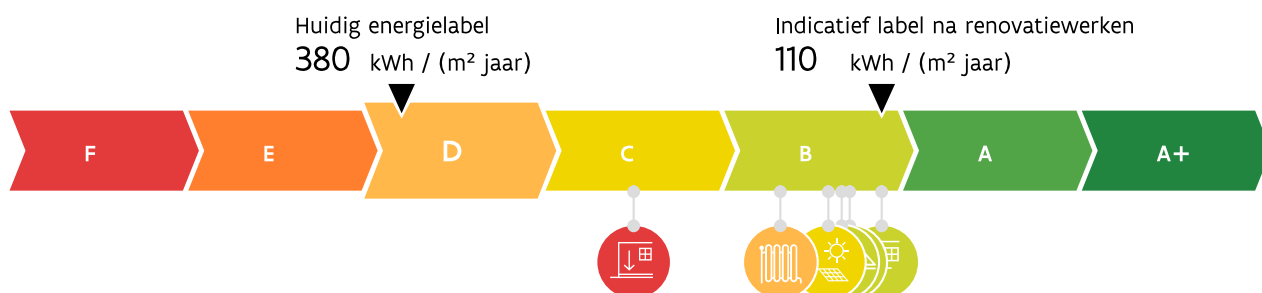 Huidig energielabel
380 kWh / (m² jaar)
Indicatief label na renovatiewerken
110 kWh / (m² jaar)
F E D C B A A+